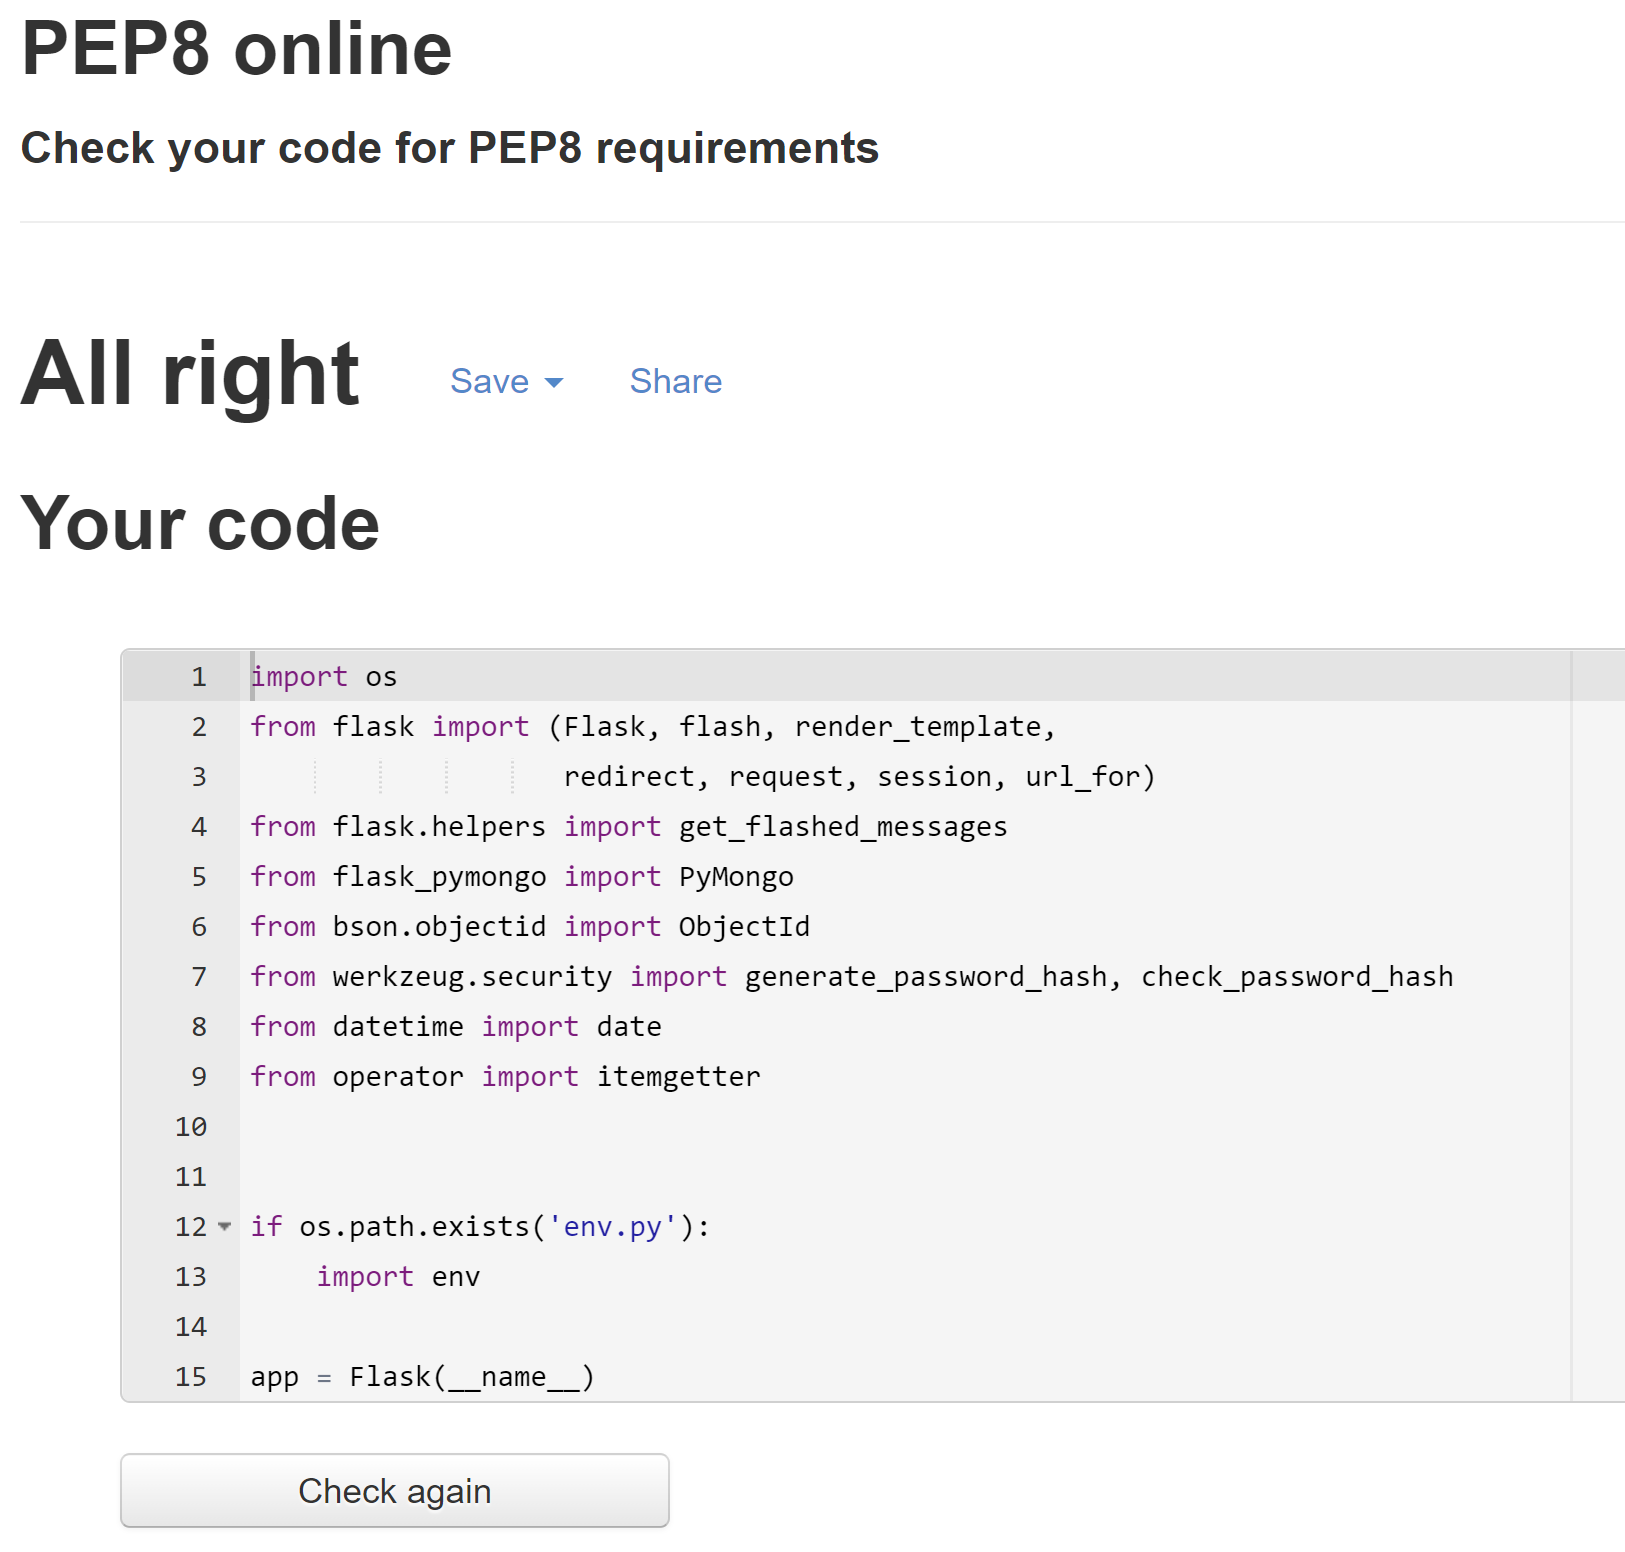 PEP8 online
Check your code for PEP8 requirements
All right Save Share
Your code
1 import os
2 from flask import (Flask, flash, render_template,
3                    redirect, request, session, url_for)
4 from flask.helpers import get_flashed_messages
5 from flask_pymongo import PyMongo
6 from bson.objectid import ObjectId
7 from werkzeug.security import generate_password_hash, check_password_hash
8 from datetime import date
9 from operator import itemgetter
10
11
12 if os.path.exists('env.py'):
13     import env
14
15 app = Flask(__name__)
Check again